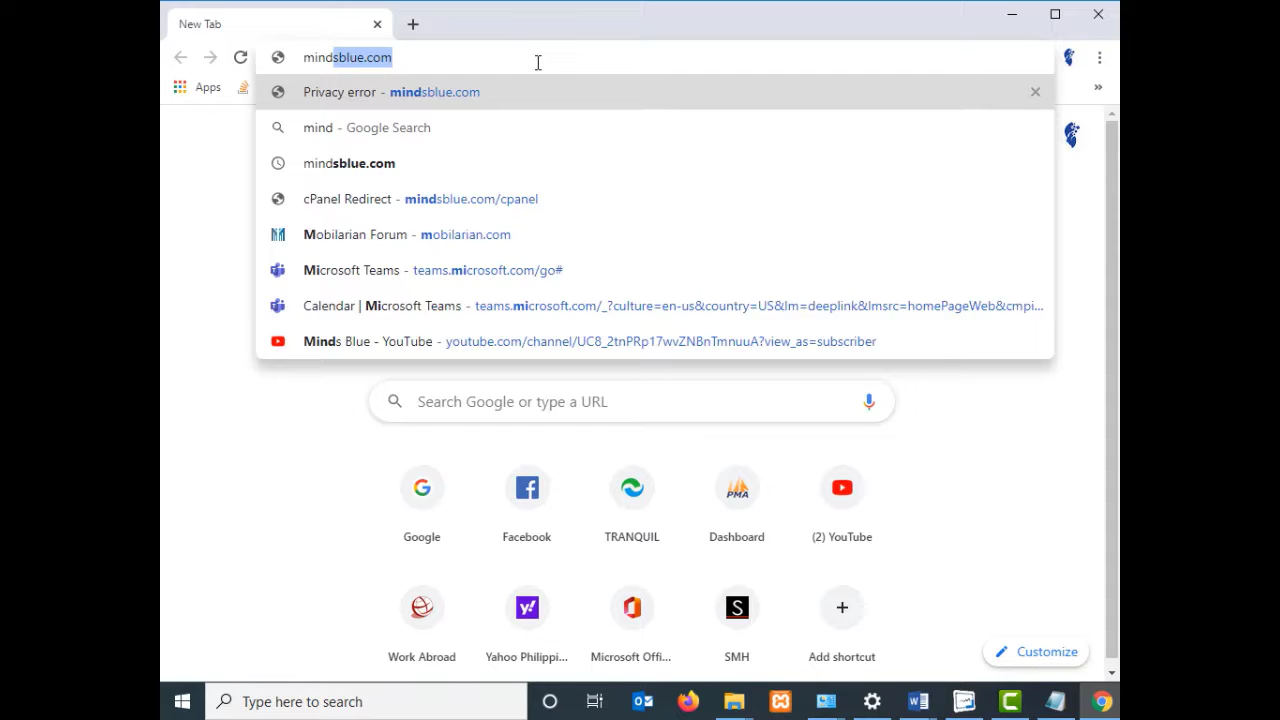 New Tab
mindsblue.com
Apps
Privacy error - mindsblue.com
mind - Google Search
mindsblue.com
cPanel Redirect - mindsblue.com/cpanel
Mobilarian Forum - mobilarian.com
Microsoft Teams - teams.microsoft.com/go#
Calendar | Microsoft Teams - teams.microsoft.com/_?culture=en-us&country=US&lm=deeplink&lmsrc=homePageWeb&cmpi...
Minds Blue - YouTube - youtube.com/channel/UC8_2tnPRp17wvZNBnTmnuuA?view_as=subscriber
Search Google or type a URL
PMA
Google Facebook TRANQUIL Dashboard (2) YouTube
y! S
Work Abroad Yahoo Philippi... Microsoft Offi... SMH Add shortcut
Customize
Type here to search